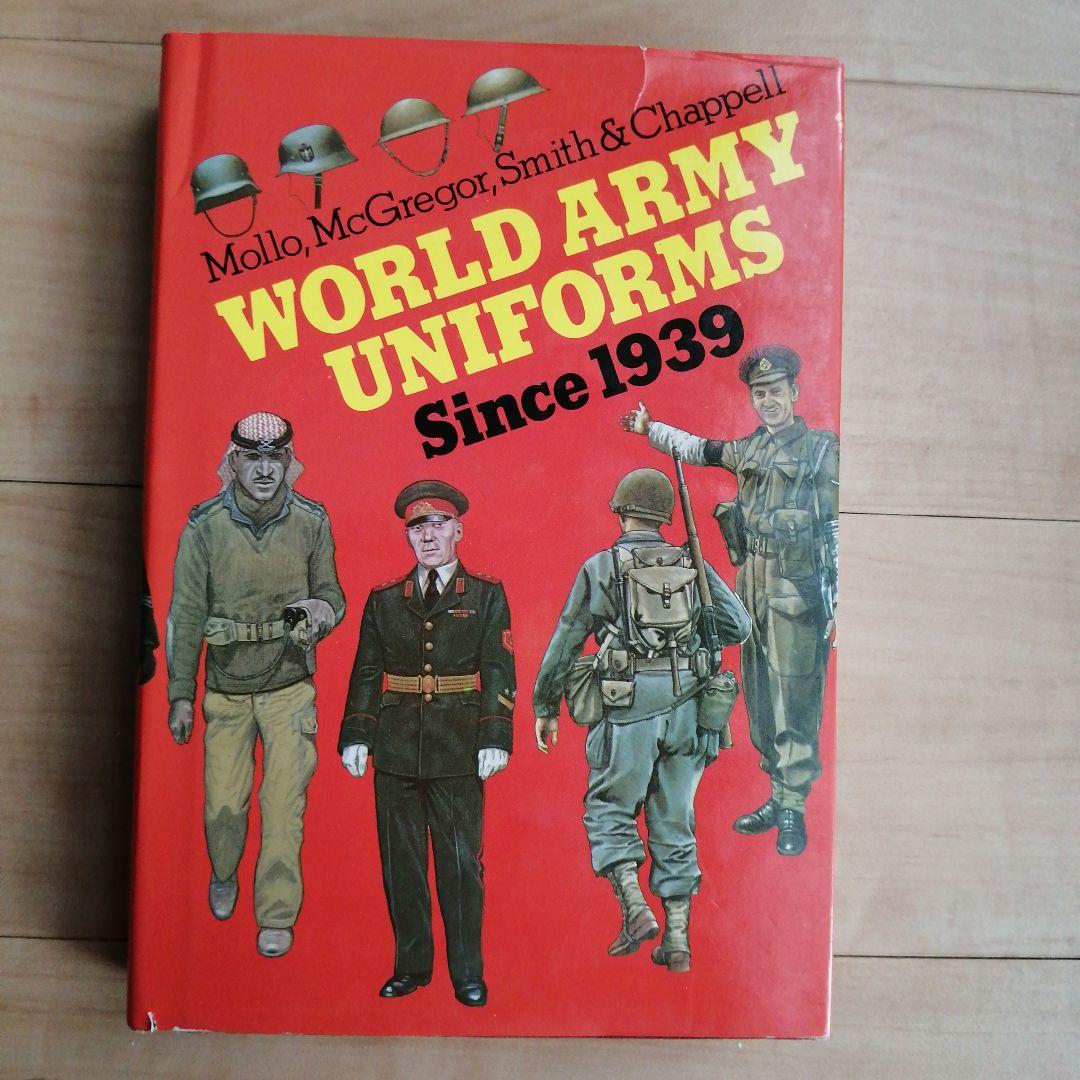 Mollo, McGregor, Smith & Chappell
WORLD ARMY
UNIFORMS
Since 1939